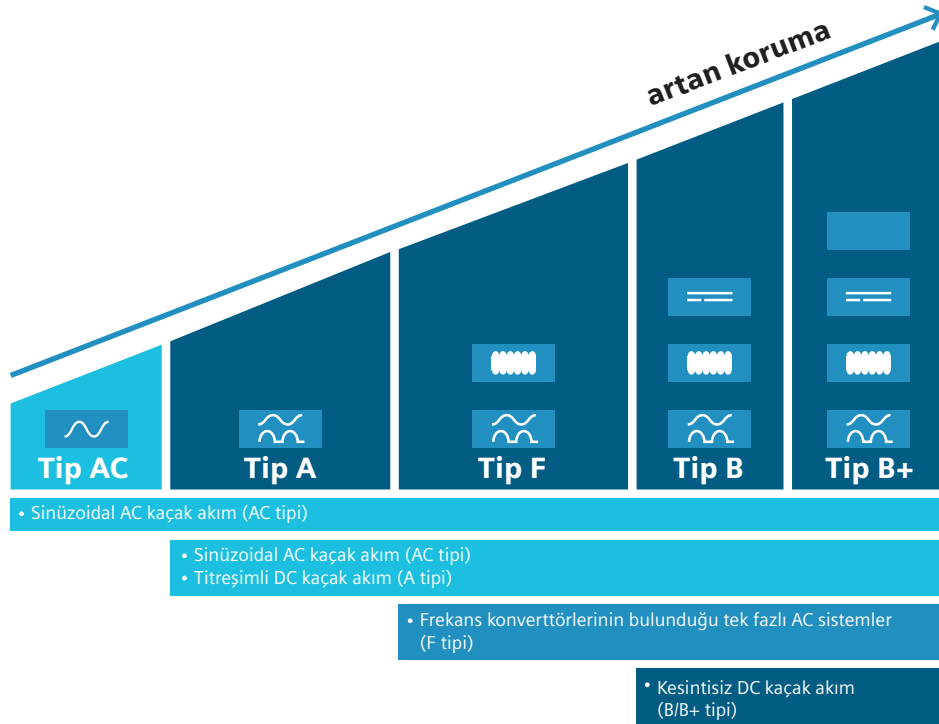 artan koruma
Tip AC
Tip A
Tip F
Tip B
Tip B+
• Sinüzoidal AC kaçak akım (AC tipi)
• Sinüzoidal AC kaçak akım (AC tipi)
• Titreşimli DC kaçak akım (A tipi)
• Frekans konverttörlerinin bulunduğu tek fazlı AC sistemler
(F tipi)
• Kesintisiz DC kaçak akım
(B/B+ tipi)